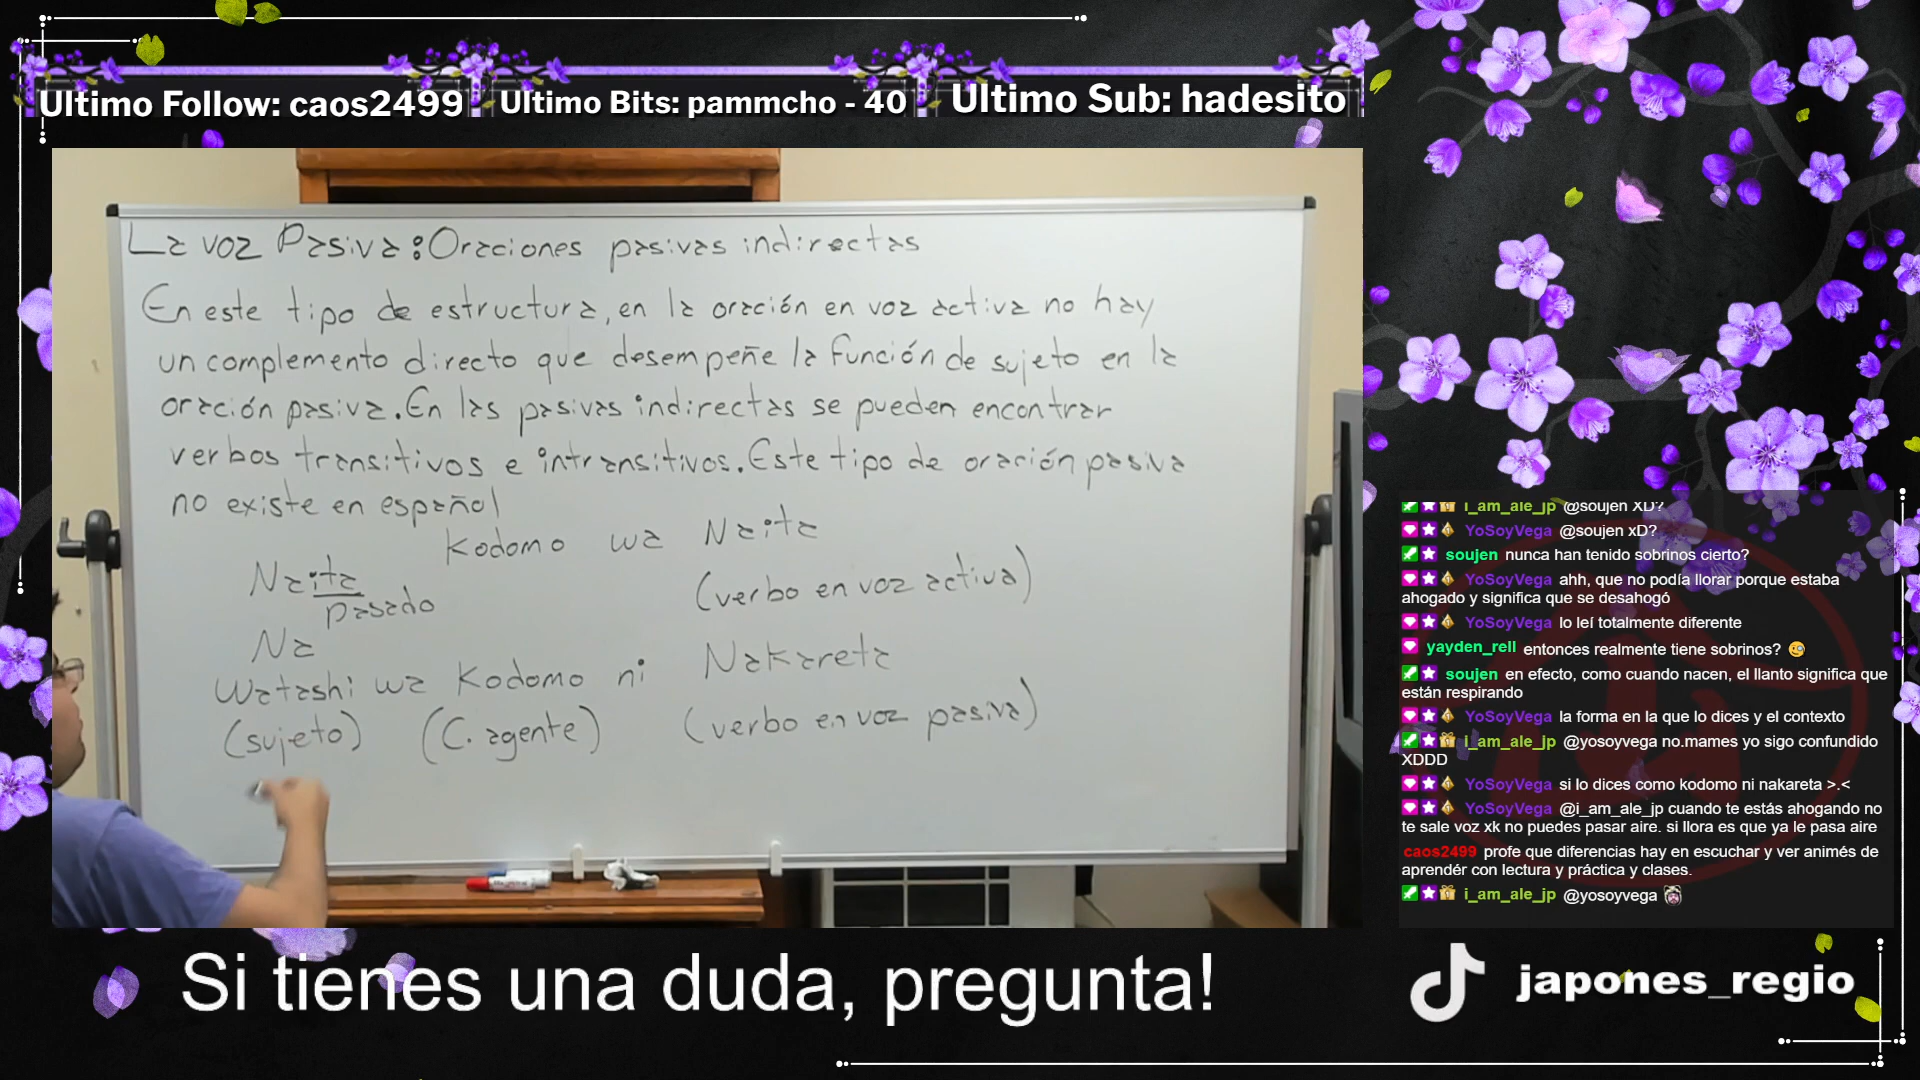 Ultimo Follow: caos2499
Ultimo Bits: pammcho - 40
Ultimo Sub: hadesito
La voz Pasiva: Oraciones pasivas indirectas
En este tipo de estructura, en la oración en voz activa no hay
un complemento directo que desempeñe la función de sujeto en la
oración pasiva. En las pasivas indirectas se pueden encontrar
verbos transitivos e intransitivos. Este tipo de oración pasiva
no existe en español
Kodomo wa Naita
(verbo en voz activa)
Naita
pasado
Na
Watashi wa Kodomo ni Nakareta
(sujeto) (C. agente) (verbo en voz pasiva)
i_am_ale_jp @soujen XD?
YoSoyVega @soujen xD?
soujen nunca han tenido sobrinos cierto?
YoSoyVega ahh, que no podía llorar porque estaba
ahogado y significa que se desahogó
YoSoyVega lo leí totalmente diferente
yayden_rell entonces realmente tiene sobrinos?
soujen en efecto, como cuando nacen, el llanto significa que
están respirando
YoSoyVega la forma en la que lo dices y el contexto
i_am_ale_jp @yosoyvega no.mames yo sigo confundido
XDDD
YoSoyVega si lo dices como kodomo ni nakareta >.<
YoSoyVega @i_am_ale_jp cuando te estás ahogando no
te sale voz xk no puedes pasar aire. si llora es que ya le pasa aire
caos2499 profe que diferencias hay en escuchar y ver animés de
aprendér con lectura y práctica y clases.
i_am_ale_jp @yosoyvega
Si tienes una duda, pregunta!
japones_regio